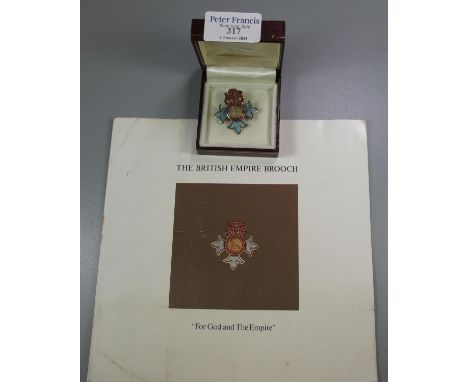 Peter Francis
317
THE BRITISH EMPIRE BROOCH
"For God and The Empire"